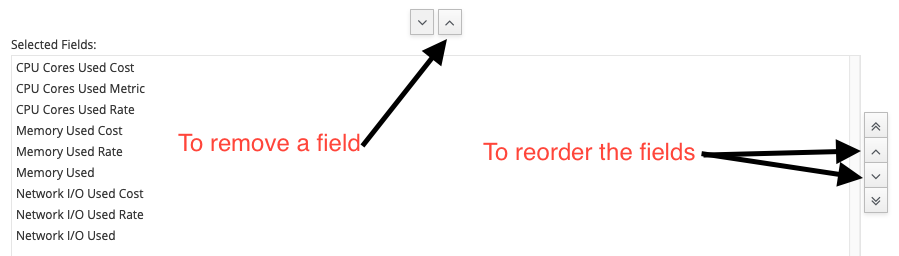 Selected Fields:
CPU Cores Used Cost
CPU Cores Used Metric
CPU Cores Used Rate
Memory Used Cost
Memory Used Rate
Memory Used
Network I/O Used Cost
Network I/O Used Rate
Network I/O Used
To remove a field
To reorder the fields